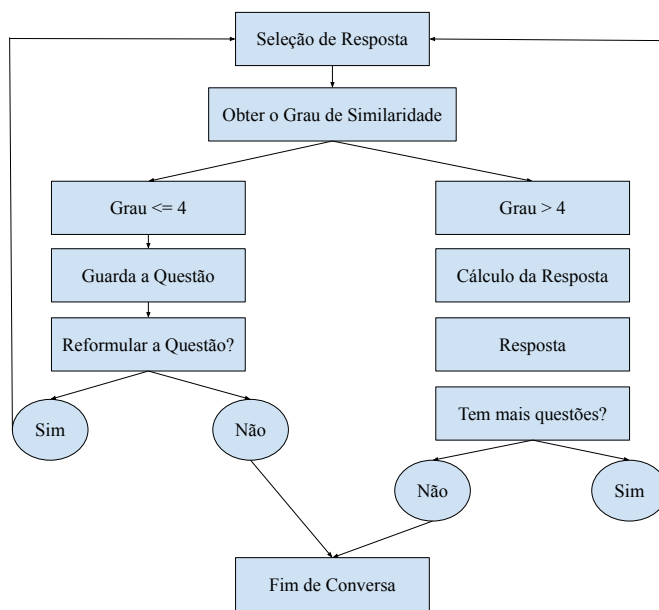 Seleção de Resposta
Obter o Grau de Similaridade
Grau <= 4
Grau > 4
Guarda a Questão
Cálculo da Resposta
Reformular a Questão?
Resposta
Sim
Não
Tem mais questões?
Não
Sim
Fim de Conversa